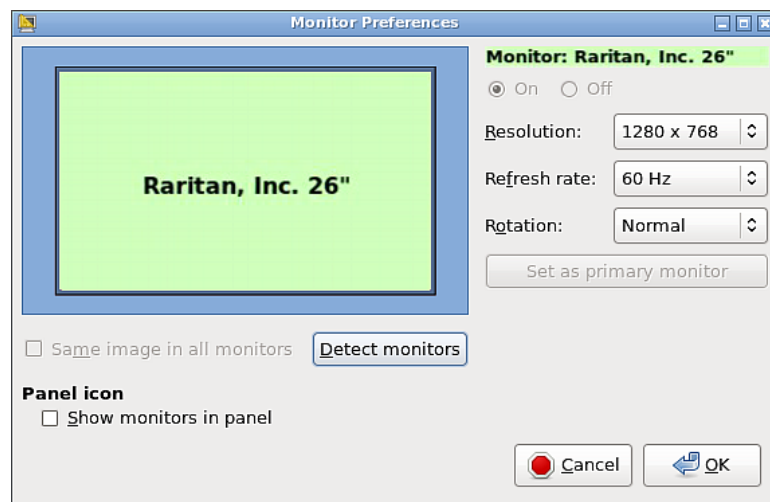 Monitor Preferences
Raritan, Inc. 26"
Monitor: Raritan, Inc. 26"
On Off
Resolution: 1280 x 768
Refresh rate: 60 Hz
Rotation: Normal
Set as primary monitor
Same image in all monitors Detect monitors
Panel icon
Show monitors in panel
Cancel OK